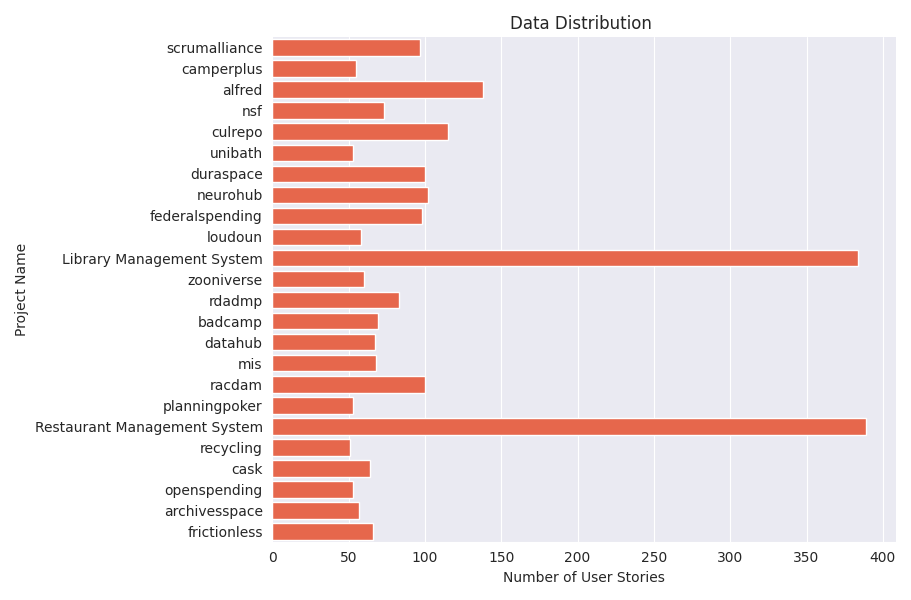 Data Distribution
Project Name
scrumalliance
camperplus
alfred
nsf
culrepo
unibath
duraspace
neurohub
federalspending
loudoun
Library Management System
zooniverse
rdadmp
badcamp
datahub
mis
racdam
planningpoker
Restaurant Management System
recycling
cask
openspending
archivesspace
frictionless
0 50 100 150 200 250 300 350 400
Number of User Stories